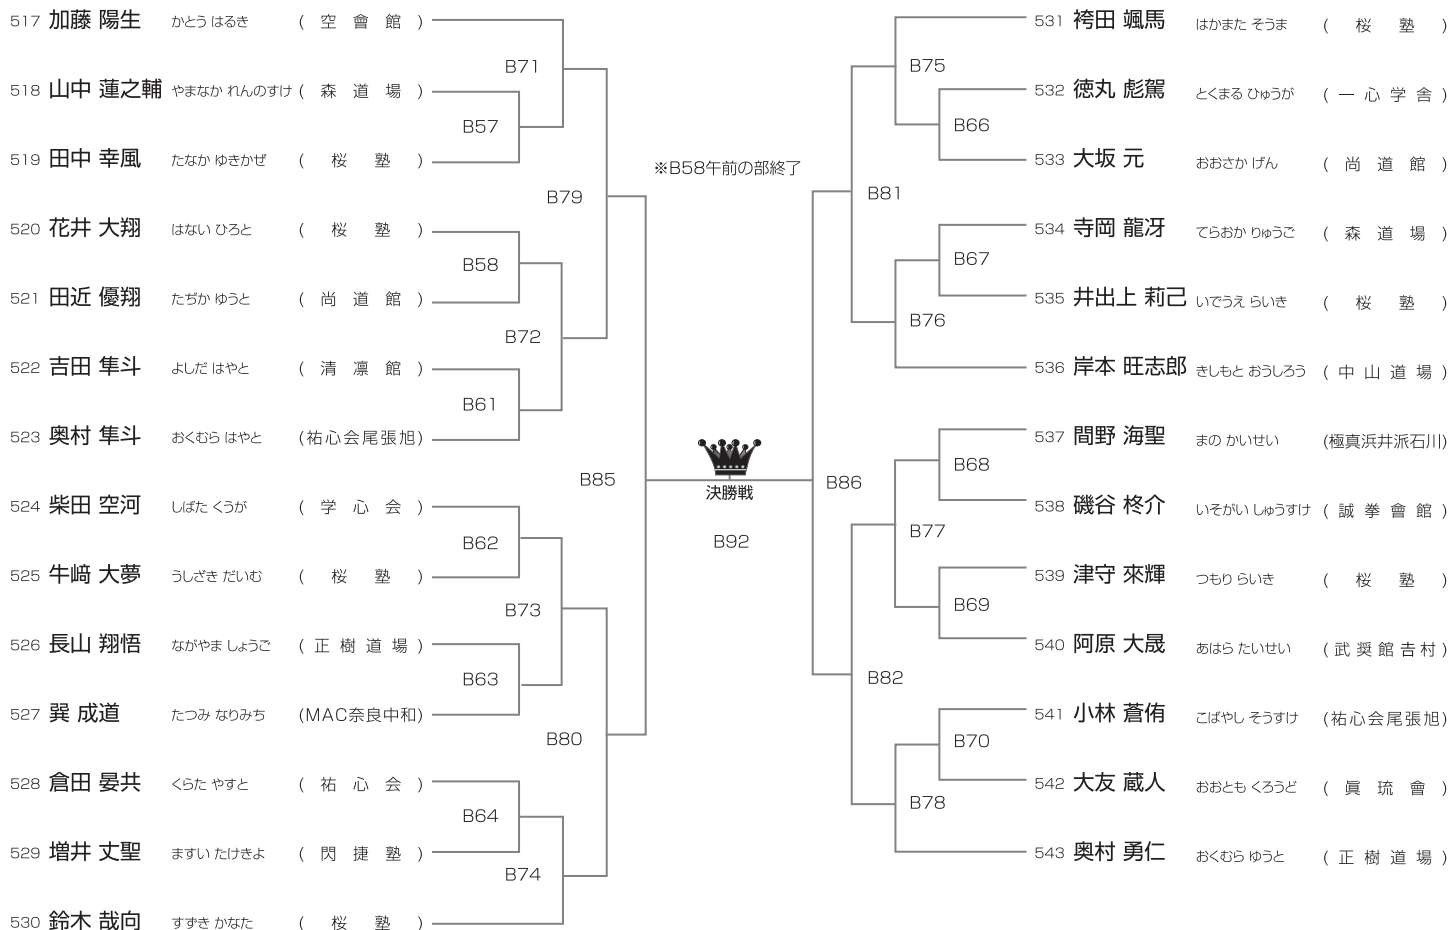 517 加藤 陽生 かとう はるき (空會館)
518 山中 蓮之輔 やまなか れんのすけ (森道場)
519 田中 幸風 たなか ゆきかぜ (桜塾)
520 花井 大翔 はない ひろと (桜塾)
521 田近 優翔 たぢか ゆうと (尚道館)
522 吉田 隼斗 よしだ はやと (清凛館)
523 奥村 隼斗 おくむら はやと (祐心会尾張旭)
524 柴田 空河 しばた くうが (学心会)
525 牛﨑 大夢 うしざき だいむ (桜塾)
526 長山 翔悟 ながやま しょうご (正樹道場)
527 巽 成道 たつみ なりみち (MAC奈良中和)
528 倉田 晏共 くらた やすと (祐心会)
529 増井 丈聖 ますい たけきよ (閃捷塾)
530 鈴木 哉向 すずき かなた (桜塾)
B71
B57
B79
B58
B72
B61
B85
B62
B73
B63
B80
B64
B74
※B58午前の部終了
決勝戦
B92
B75
B66
B81
B67
B76
B86
B68
B77
B69
B82
B70
B78
531 袴田 颯馬 はかまた そうま (桜塾)
532 徳丸 彪駕 とくまる ひゅうが (一心学舎)
533 大坂 元 おおさか げん (尚道館)
534 寺岡 龍冴 てらおか りゅうご (森道場)
535 井出上 莉己 いでうえ らいき (桜塾)
536 岸本 旺志郎 きしもと おうしろう (中山道場)
537 間野 海聖 まの かいせい (極真浜井派石川)
538 磯谷 柊介 いそがい しゅうすけ (誠拳會館)
539 津守 來輝 つもり らいき (桜塾)
540 阿原 大晟 あはら たいせい (武奨館𠮷村)
541 小林 蒼侑 こばやし そうすけ (祐心会尾張旭)
542 大友 蔵人 おおとも くろうど (眞琉會)
543 奥村 勇仁 おくむら ゆうと (正樹道場)